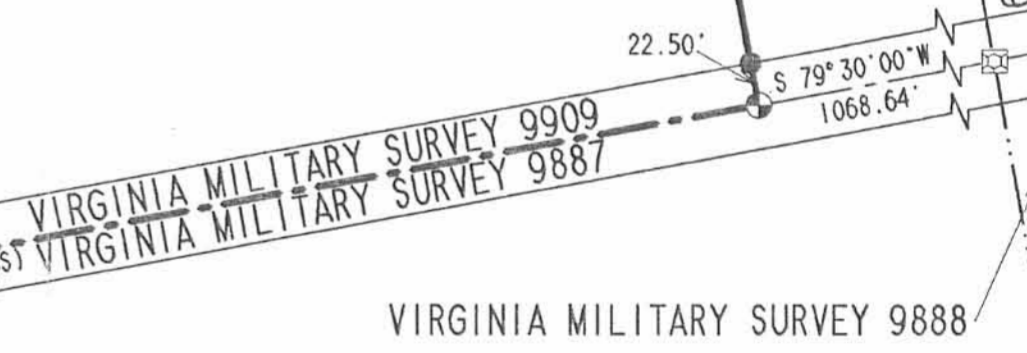 22.50'
S 79° 30' 00" W
1068.64'
VIRGINIA MILITARY SURVEY 9909
S) VIRGINIA MILITARY SURVEY 9887
VIRGINIA MILITARY SURVEY 9888